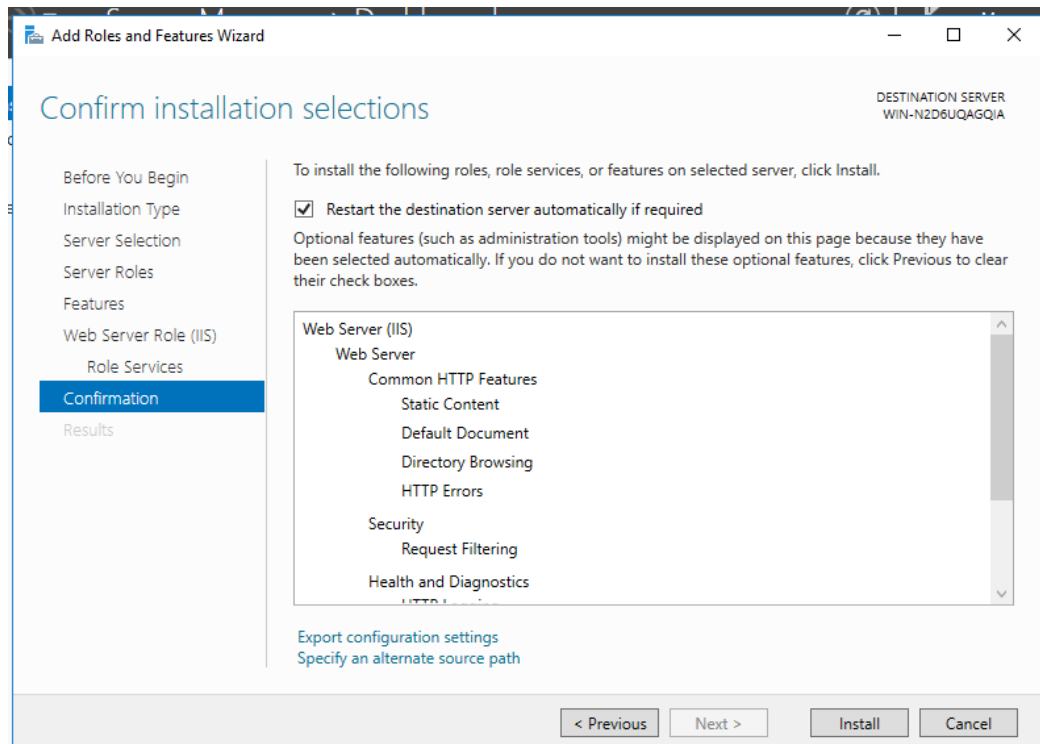 Add Roles and Features Wizard
Confirm installation selections
DESTINATION SERVER
WIN-N2D6UQAGQIA
Before You Begin
Installation Type
Server Selection
Server Roles
Features
Web Server Role (IIS)
Role Services
Confirmation
Results
To install the following roles, role services, or features on selected server, click Install.
Restart the destination server automatically if required
Optional features (such as administration tools) might be displayed on this page because they have
been selected automatically. If you do not want to install these optional features, click Previous to clear
their check boxes.
Web Server (IIS)
Web Server
Common HTTP Features
Static Content
Default Document
Directory Browsing
HTTP Errors
Security
Request Filtering
Health and Diagnostics
Export configuration settings
Specify an alternate source path
< Previous
Next >
Install
Cancel